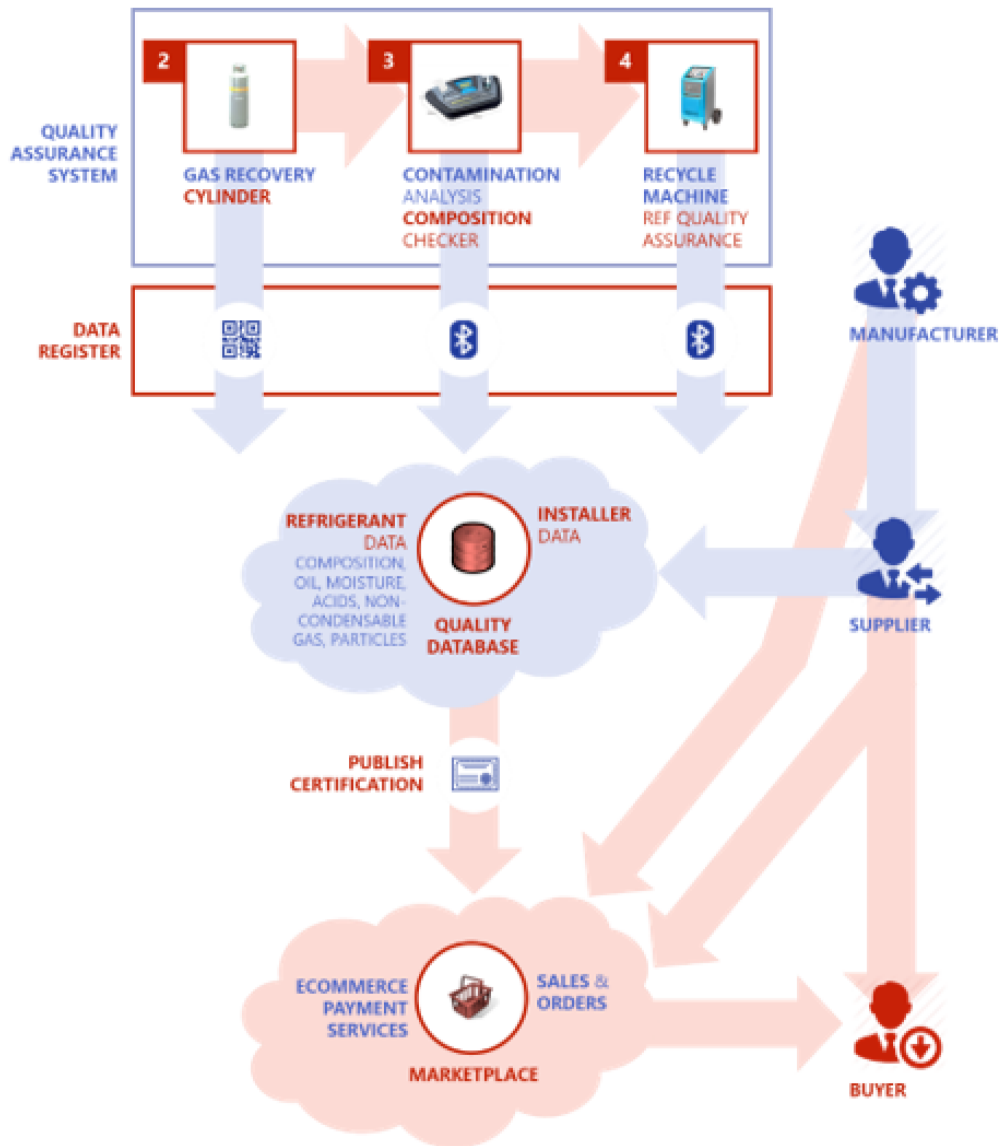 2
3
4
QUALITY
ASSURANCE
SYSTEM
GAS RECOVERY
CYLINDER
CONTAMINATION
ANALYSIS
COMPOSITION
CHECKER
RECYCLE
MACHINE
REF QUALITY
ASSURANCE
DATA
REGISTER
MANUFACTURER
REFRIGERANT
DATA
COMPOSITION,
OIL, MOISTURE,
ACIDS, NON-
CONDENSABLE
GAS, PARTICLES
INSTALLER
DATA
QUALITY
DATABASE
SUPPLIER
PUBLISH
CERTIFICATION
ECOMMERCE
PAYMENT
SERVICES
SALES &
ORDERS
MARKETPLACE
BUYER